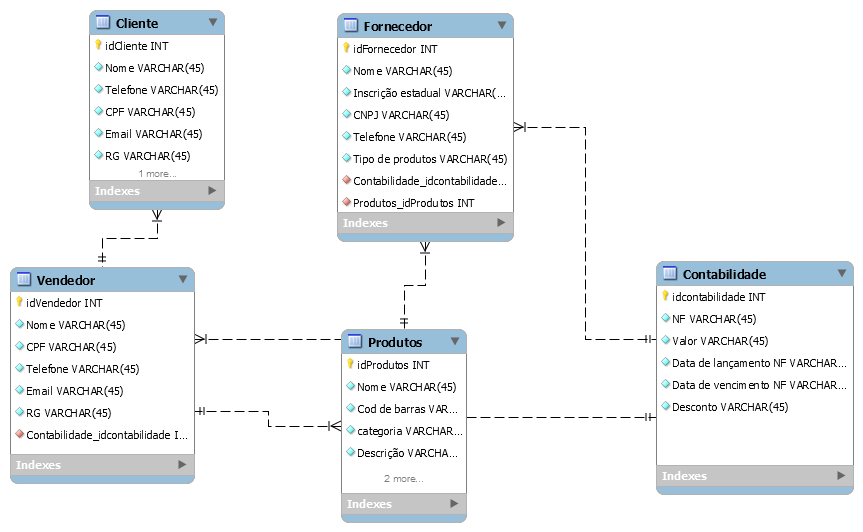 Cliente
idCliente INT
Nome VARCHAR(45)
Telefone VARCHAR(45)
CPF VARCHAR(45)
Email VARCHAR(45)
RG VARCHAR(45)
1 more...
Indexes
Fornecedor
idFornecedor INT
Nome VARCHAR(45)
Inscrição estadual VARCHAR(...
CNPJ VARCHAR(45)
Telefone VARCHAR(45)
Tipo de produtos VARCHAR(45)
Contabilidade_idcontabilidade...
Produtos_idProdutos INT
Indexes
Vendedor
idVendedor INT
Nome VARCHAR(45)
CPF VARCHAR(45)
Telefone VARCHAR(45)
Email VARCHAR(45)
RG VARCHAR(45)
Contabilidade_idcontabilidade I...
Indexes
Produtos
idProdutos INT
Nome VARCHAR(45)
Cod de barras VAR...
categoria VARCHAR...
Descrição VARCHA...
2 more...
Indexes
Contabilidade
idcontabilidade INT
NF VARCHAR(45)
Valor VARCHAR(45)
Data de lançamento NF VARCHAR...
Data de vencimento NF VARCHAR...
Desconto VARCHAR(45)
Indexes